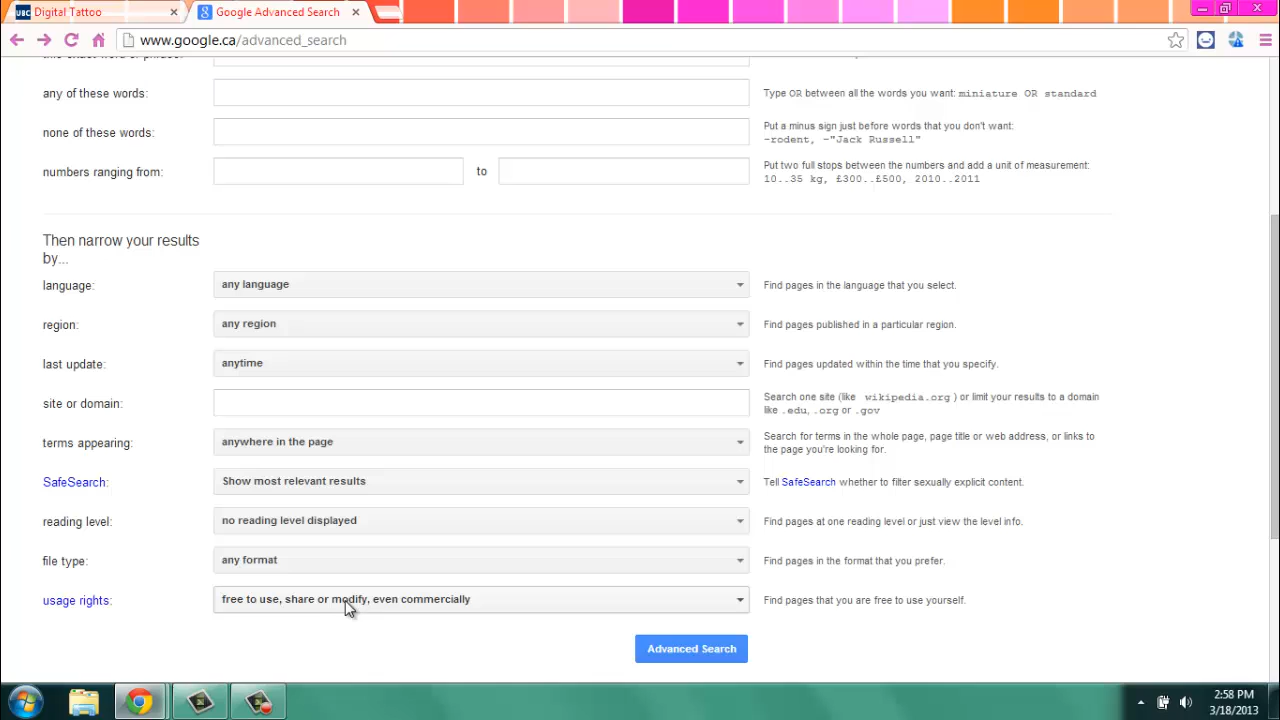 Digital Tattoo
Google Advanced Search
www.google.ca/advanced_search
this exact word or phrase:
any of these words:
Type OR between all the words you want: miniature OR standard
none of these words:
Put a minus sign just before words that you don't want:
-rodent, -"Jack Russell"
numbers ranging from:
to
Put two full stops between the numbers and add a unit of measurement:
10..35 kg, £300..£500, 2010..2011
Then narrow your results
by...
language:
any language
Find pages in the language that you select.
region:
any region
Find pages published in a particular region.
last update:
anytime
Find pages updated within the time that you specify.
site or domain:
Search one site (like wikipedia.org ) or limit your results to a domain
like .edu, .org or .gov
terms appearing:
anywhere in the page
Search for terms in the whole page, page title or web address, or links to
the page you're looking for.
SafeSearch:
Show most relevant results
Tell SafeSearch whether to filter sexually explicit content.
reading level:
no reading level displayed
Find pages at one reading level or just view the level info.
file type:
any format
Find pages in the format that you prefer.
usage rights:
free to use, share or modify, even commercially
Find pages that you are free to use yourself.
Advanced Search
2:58 PM
3/18/2013